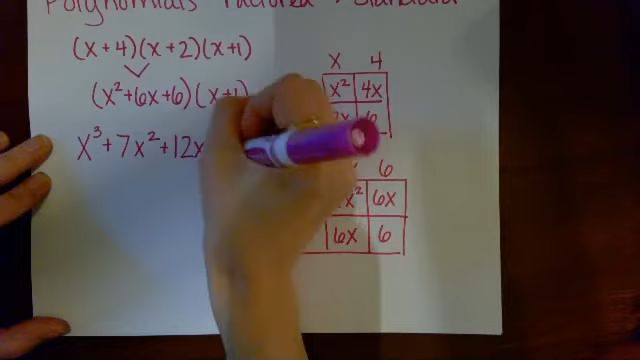 Polynomials Factored → Standard
(x+4)(x+2)(x+1)
(x²+6x+6)(x+1)
x³+7x²+12x
x 4
x² 4x
6
6
x² 6x
6x 6